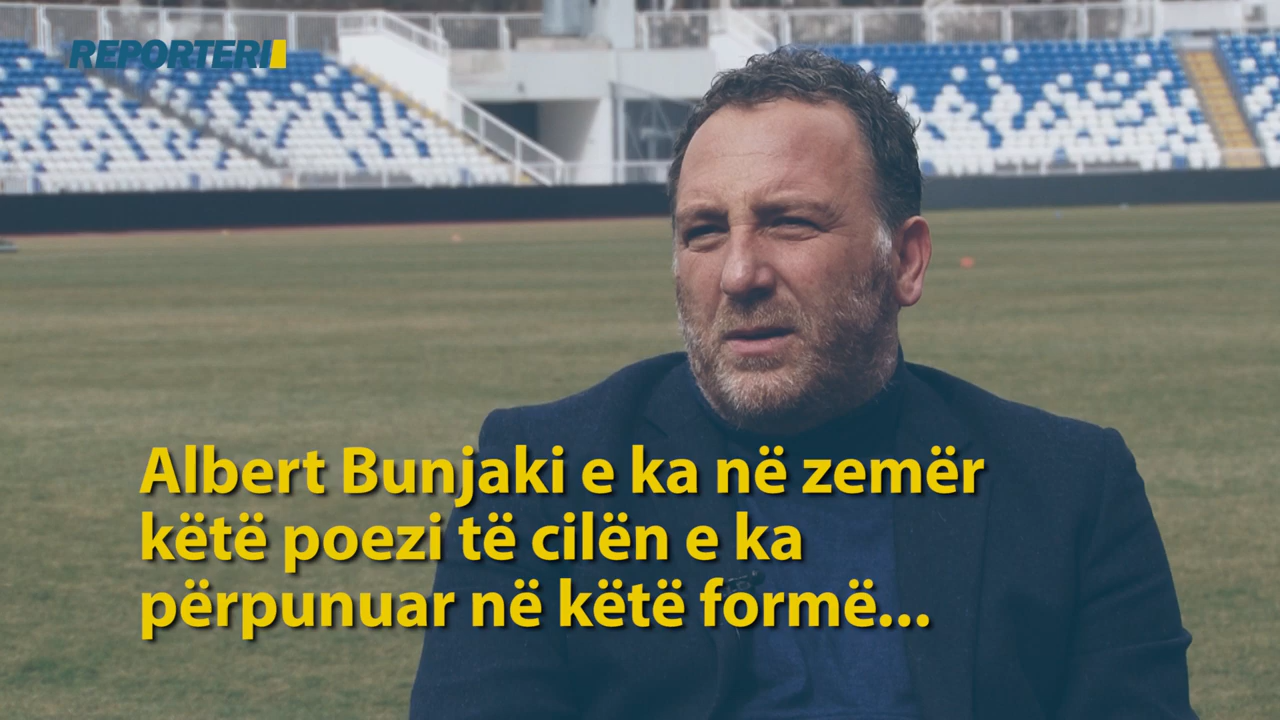 REPORTERI
Albert Bunjaki e ka në zemër
këtë poezi të cilën e ka
përpunuar në këtë formë...